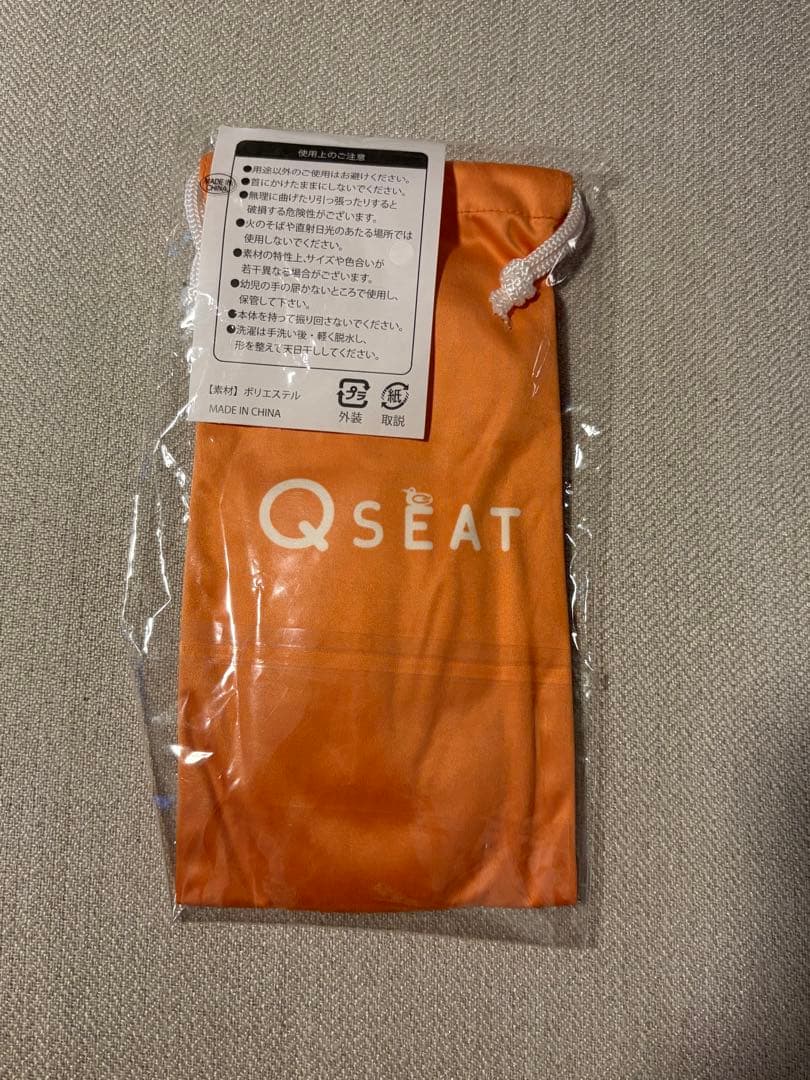 使用上のご注意
●用途以外のご使用はお避けください。
●首にかけたままにしないでください。
MADE IN
CHINA
●無理に曲げたり引っ張ったりすると
破損する危険性がございます。
●火のそばや直射日光のあたる場所では
使用しないでください。
●素材の特性上、サイズや色合いが
若干異なる場合がございます。
●幼児の手の届かないところで使用し、
保管して下さい。
●本体を持って振り回さないでください。
●洗濯は手洗い後・軽く脱水し、
形を整えて天日干ししてください。
【素材】ポリエステル
MADE IN CHINA
プラ
外装
紙
取説
Q SEAT